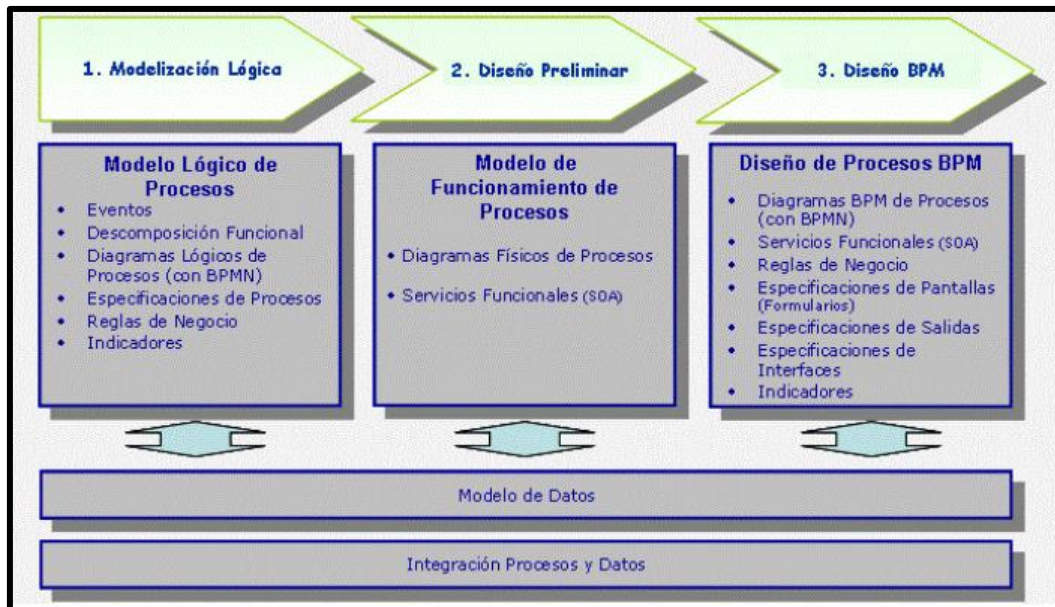 1. Modelización Lógica
2. Diseño Preliminar
3. Diseño BPM
Modelo Lógico de
Procesos
• Eventos
• Descomposición Funcional
• Diagramas Lógicos de
Procesos (con BPMN)
• Especificaciones de Procesos
• Reglas de Negocio
• Indicadores
Modelo de
Funcionamiento de
Procesos
• Diagramas Físicos de Procesos
• Servicios Funcionales (SOA)
Diseño de Procesos BPM
• Diagramas BPM de Procesos
(con BPMN)
• Servicios Funcionales (SOA)
• Reglas de Negocio
• Especificaciones de Pantallas
(Formularios)
• Especificaciones de Salidas
• Especificaciones de
Interfaces
• Indicadores
Modelo de Datos
Integración Procesos y Datos